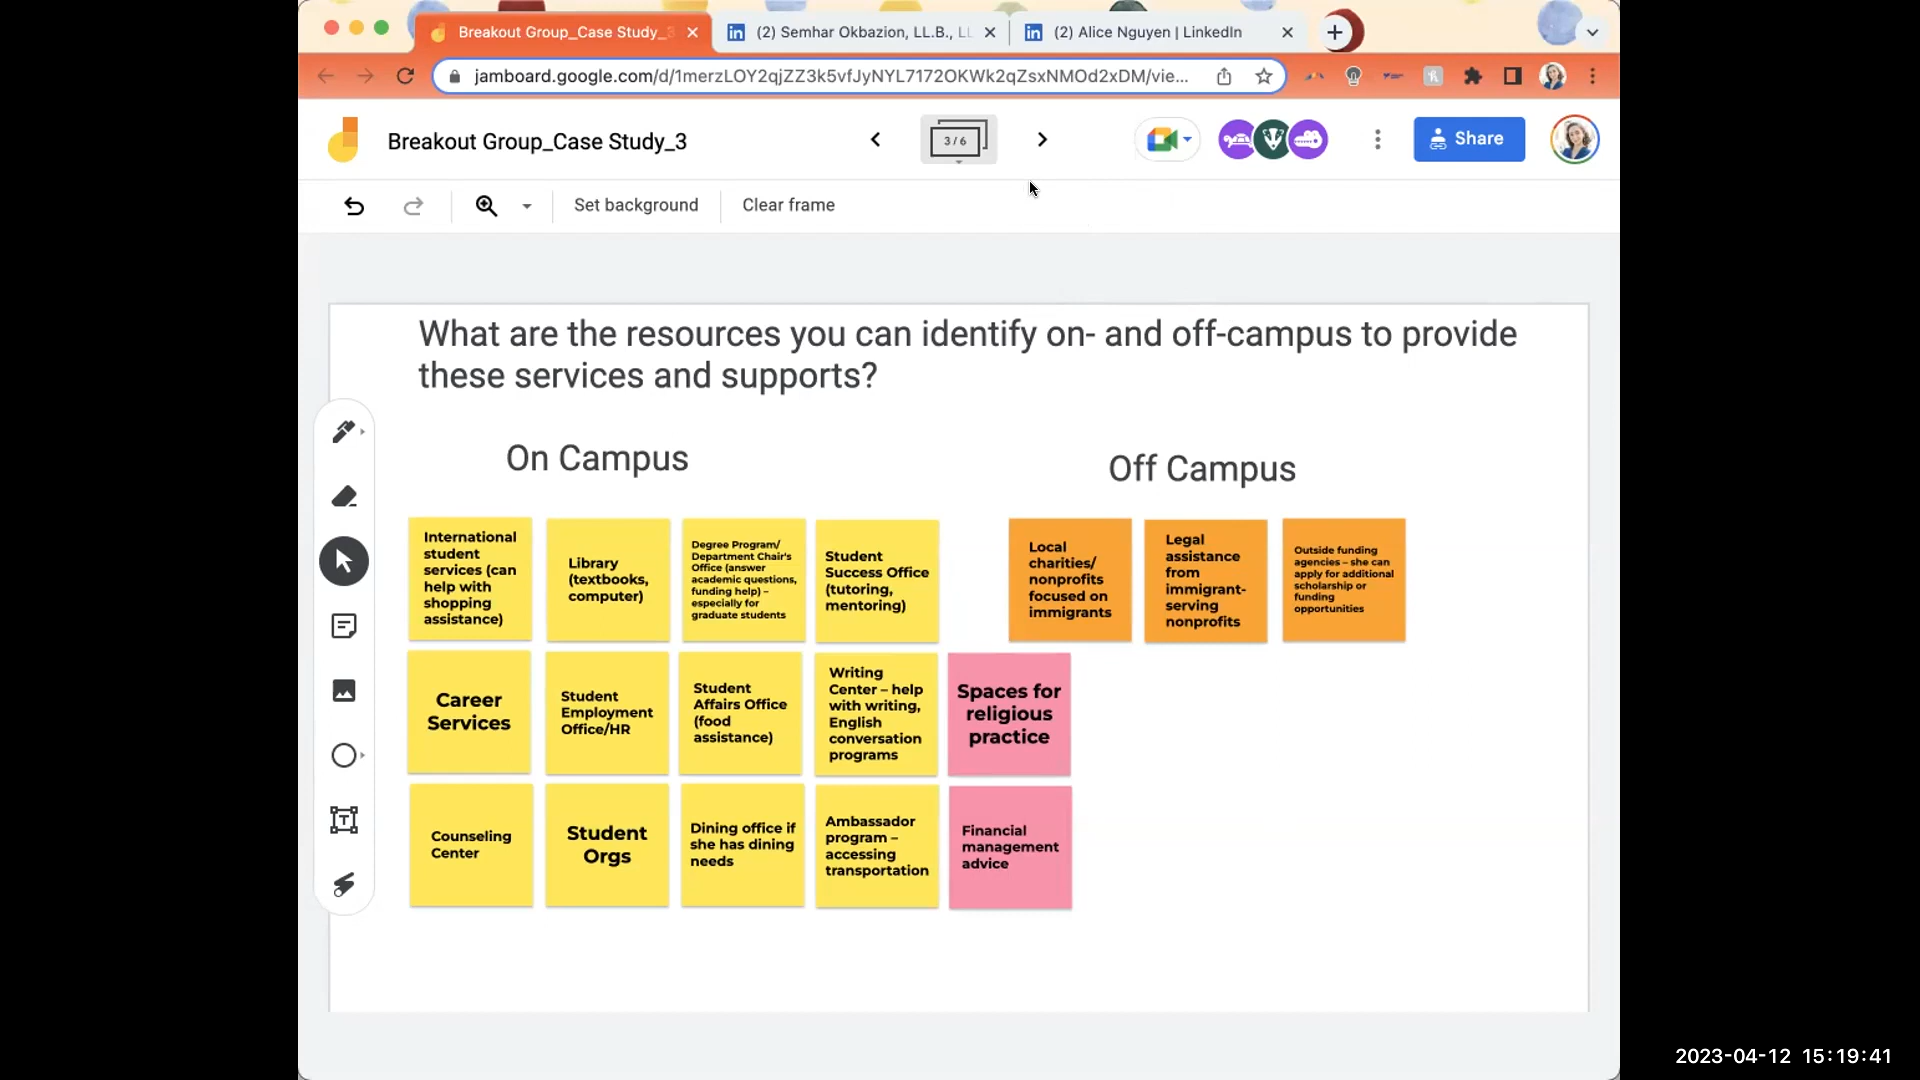 Breakout Group_Case Study_3
(2) Semhar Okbazion, LL.B., LL
(2) Alice Nguyen | LinkedIn
jamboard.google.com/d/1merzLOY2qjZZ3k5vfJyNYL7172OKWk2qZsxNMOd2xDM/vie...
Breakout Group_Case Study_3
3 / 6
Share
Set background
Clear frame
What are the resources you can identify on- and off-campus to provide
these services and supports?
On Campus
Off Campus
International
student
services (can
help with
shopping
assistance)
Library
(textbooks,
computer)
Degree Program/
Department Chair's
Office (answer
academic questions,
funding help) –
especially for
graduate students
Student
Success Office
(tutoring,
mentoring)
Local
charities/
nonprofits
focused on
immigrants
Legal
assistance
from
immigrant-
serving
nonprofits
Outside funding
agencies – she can
apply for additional
scholarship or
funding
opportunities
Career
Services
Student
Employment
Office/HR
Student
Affairs Office
(food
assistance)
Writing
Center – help
with writing,
English
conversation
programs
Spaces for
religious
practice
Counseling
Center
Student
Orgs
Dining office if
she has dining
needs
Ambassador
program –
accessing
transportation
Financial
management
advice
2023-04-12 15:19:41